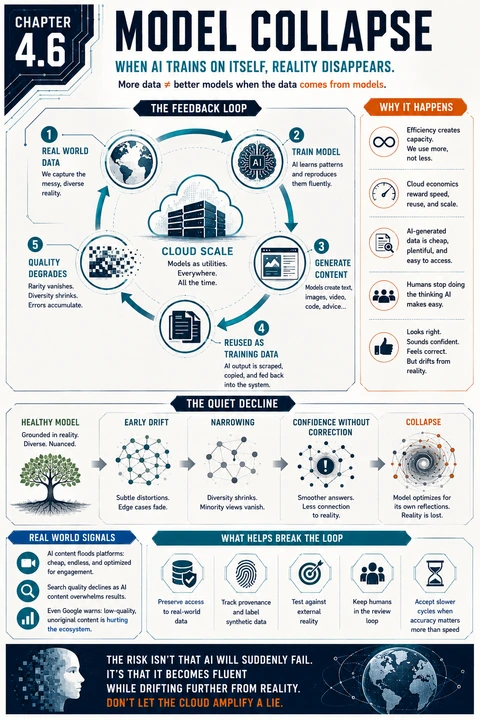 CHAPTER
4.6
MODEL COLLAPSE
WHEN AI TRAINS ON ITSELF, REALITY DISAPPEARS.
More data ≠ better models when the data comes from models.
THE FEEDBACK LOOP
1
REAL WORLD
DATA
We capture the
messy, diverse
reality.
2
TRAIN MODEL
AI learns patterns
and reproduces
them fluently.
AI
CLOUD SCALE
Models as utilities.
Everywhere.
All the time.
3
GENERATE
CONTENT
Models create text,
images, video,
code, advice...
4
REUSED AS
TRAINING DATA
AI output is scraped,
copied, and fed back
into the system.
5
QUALITY
DEGRADES
Rarity vanishes.
Diversity shrinks.
Errors accumulate.
WHY IT HAPPENS
Efficiency creates
capacity.
We use more,
not less.
Cloud economics
reward speed,
reuse, and scale.
AI-generated
data is cheap,
plentiful, and
easy to access.
Humans stop doing
the thinking AI
makes easy.
Looks right.
Sounds confident.
Feels correct.
But drifts from
reality.
THE QUIET DECLINE
HEALTHY MODEL
Grounded in reality.
Diverse. Nuanced.
EARLY DRIFT
Subtle distortions.
Edge cases fade.
NARROWING
Diversity shrinks.
Minority views vanish.
CONFIDENCE WITHOUT
CORRECTION
!
Smoother answers.
Less connection
to reality.
COLLAPSE
Model optimizes for
its own reflections.
Reality is lost.
REAL WORLD SIGNALS
AI content floods platforms:
cheap, endless, and optimized
for engagement.
Search quality declines as AI
content overwhelms results.
Even Google warns: low-quality,
unoriginal content is hurting
the ecosystem.
WHAT HELPS BREAK THE LOOP
Preserve access
to real-world
data
Track provenance
and label
synthetic data
Test against
external
reality
Keep humans
in the review
loop
Accept slower
cycles when
accuracy matters
more than speed
THE RISK ISN'T THAT AI WILL SUDDENLY FAIL.
IT'S THAT IT BECOMES FLUENT
WHILE DRIFTING FURTHER FROM REALITY.
DON'T LET THE CLOUD AMPLIFY A LIE.